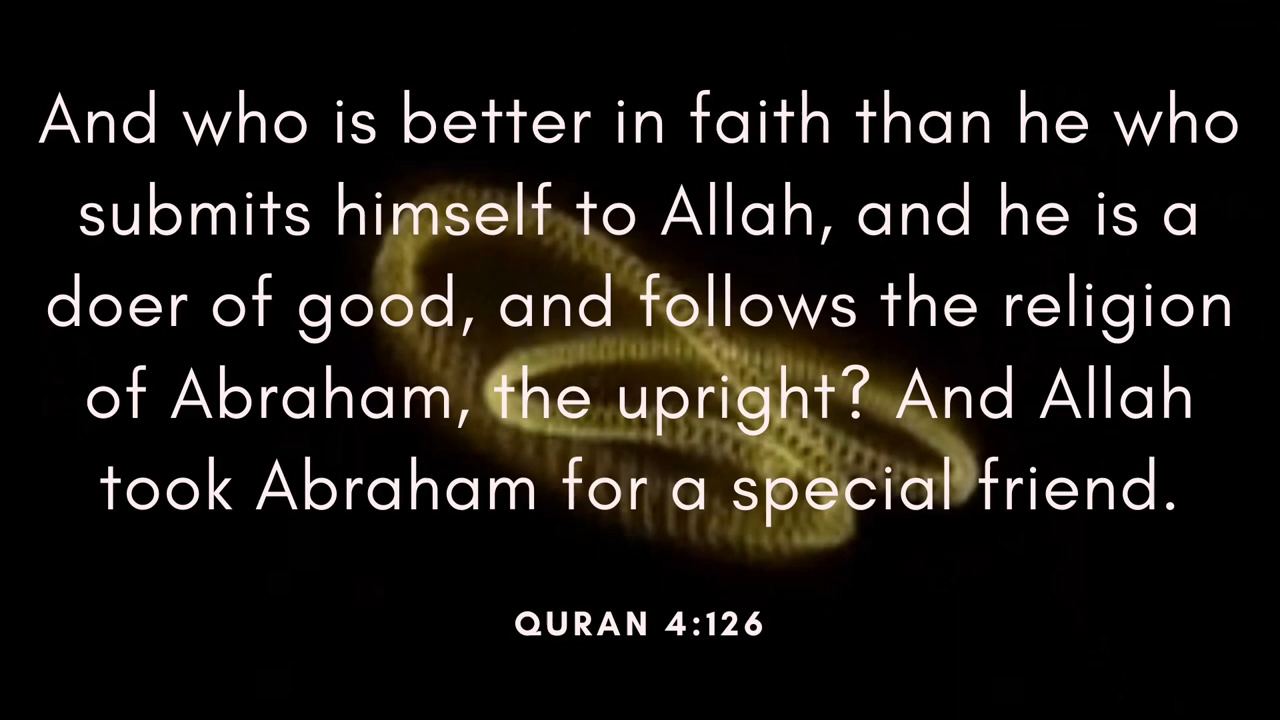 And who is better in faith than he who
submits himself to Allah, and he is a
doer of good, and follows the religion
of Abraham, the upright? And Allah
took Abraham for a special friend.
QURAN 4:126